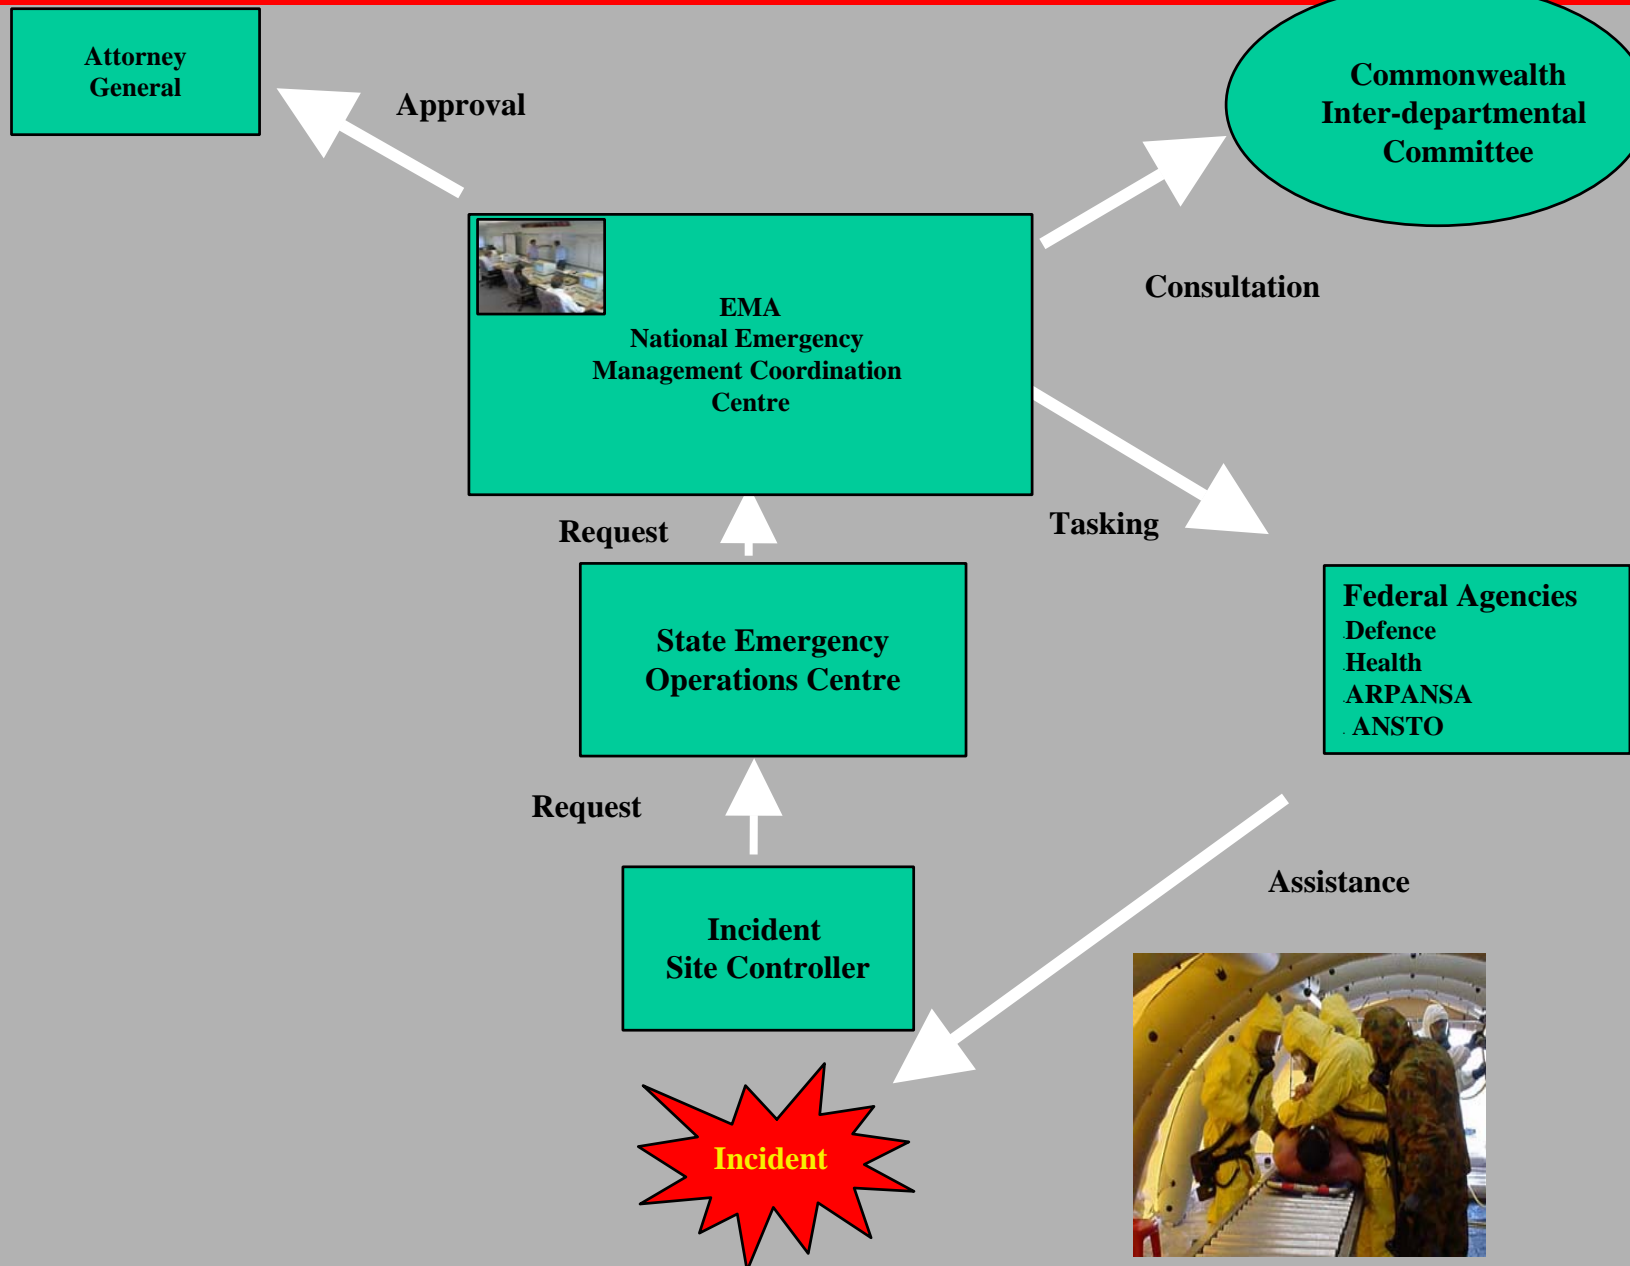 Attorney
General
Approval
Commonwealth
Inter-departmental
Committee
EMA
National Emergency
Management Coordination
Centre
Consultation
Request
Tasking
State Emergency
Operations Centre
Federal Agencies
Defence
Health
ARPANSA
ANSTO
Request
Assistance
Incident
Site Controller
Incident